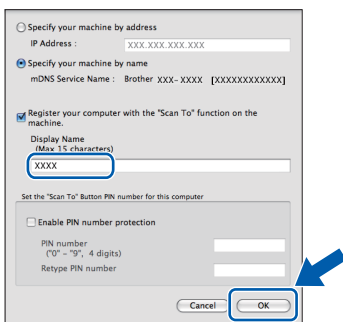 Specify your machine by address
IP Address : XXX.XXX.XXX.XXX
Specify your machine by name
mDNS Service Name : Brother XXX-XXXX [XXXXXXXXXXXX]
Register your computer with the "Scan To" function on the
machine.
Display Name
(Max 15 characters)
XXXX
Set the "Scan To" Button PIN number for this computer
Enable PIN number protection
PIN number
("0" – "9", 4 digits)
Retype PIN number
Cancel OK